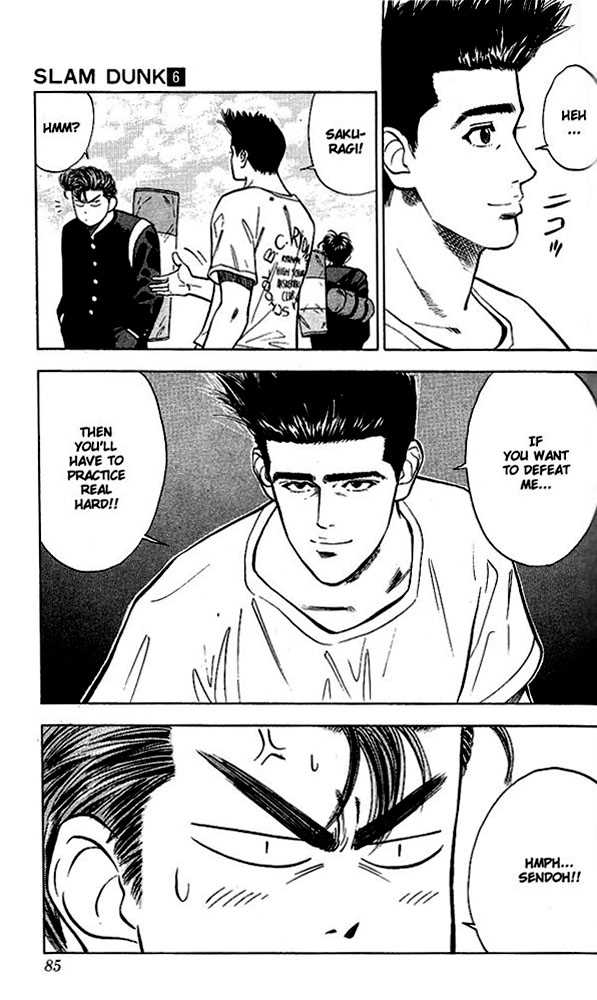 SLAM DUNK 6
HEH
...
SAKU-
RAGI!
HMM?
IF
YOU WANT
TO DEFEAT
ME...
THEN
YOU'LL
HAVE TO
PRACTICE
REAL
HARD!!
HMPH...
SENDOH!!
85